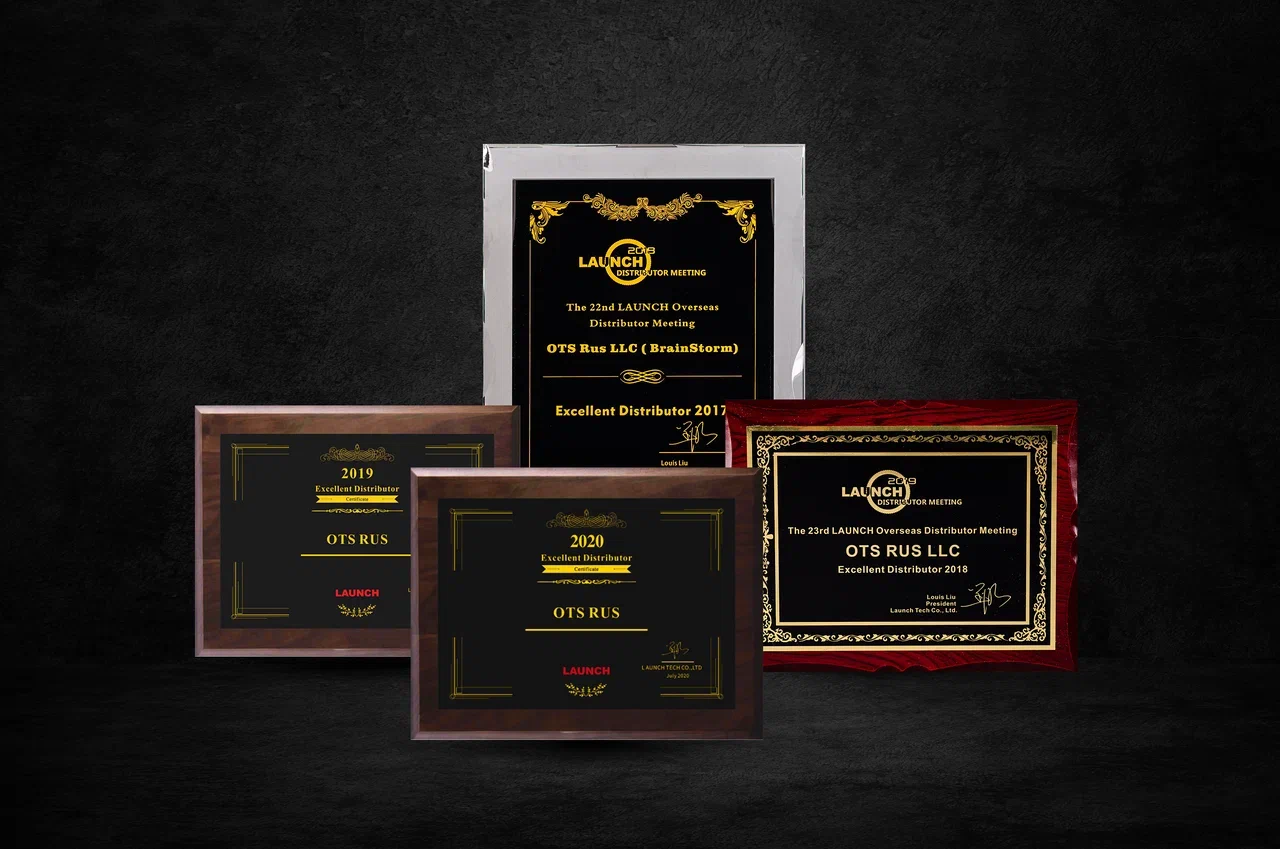 2018
LAUNCH
DISTRIBUTOR MEETING
The 22nd LAUNCH Overseas
Distributor Meeting
OTS Rus LLC ( BrainStorm)
Excellent Distributor 2017
Louis Liu
2019
Excellent Distributor
Certificate
OTS RUS
LAUNCH
2020
Excellent Distributor
Certificate
OTS RUS
LAUNCH
LAUNCH TECH CO.,LTD
July 2020
2019
LAUNCH
DISTRIBUTOR MEETING
The 23rd LAUNCH Overseas Distributor Meeting
OTS RUS LLC
Excellent Distributor 2018
Louis Liu
President
Launch Tech Co., Ltd.